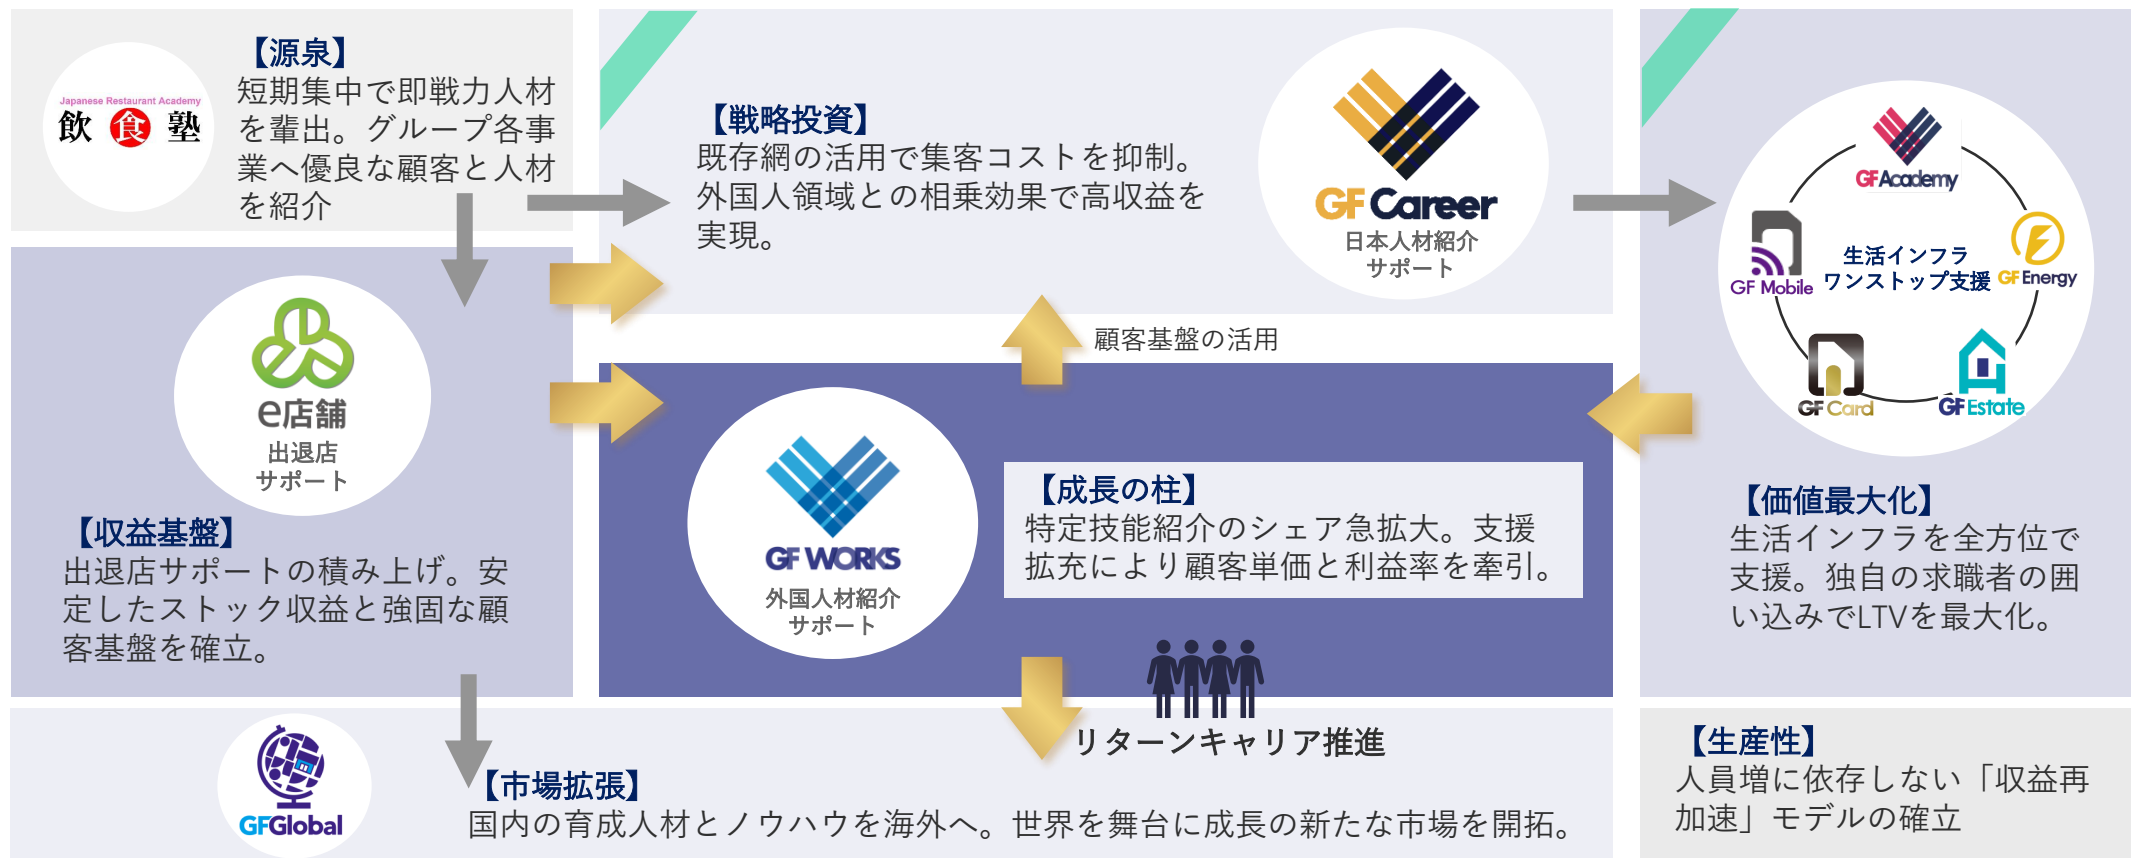 Japanese Restaurant Academy
飲食塾
【源泉】
短期集中で即戦力人材
を輩出。グループ各事
業へ優良な顧客と人材
を紹介
【戦略投資】
既存網の活用で集客コストを抑制。
外国人領域との相乗効果で高収益を
実現。
GF Career
日本人材紹介
サポート
GF Academy
GF Mobile
生活インフラ
ワンストップ支援
GF Energy
GF Card
GF Estate
e店舗
出退店
サポート
【収益基盤】
出退店サポートの積み上げ。安
定したストック収益と強固な顧
客基盤を確立。
顧客基盤の活用
GF WORKS
外国人材紹介
サポート
【成長の柱】
特定技能紹介のシェア急拡大。支援
拡充により顧客単価と利益率を牽引。
【価値最大化】
生活インフラを全方位で
支援。独自の求職者の囲
い込みでLTVを最大化。
リターンキャリア推進
GFGlobal
【市場拡張】
国内の育成人材とノウハウを海外へ。世界を舞台に成長の新たな市場を開拓。
【生産性】
人員増に依存しない「収益再
加速」モデルの確立